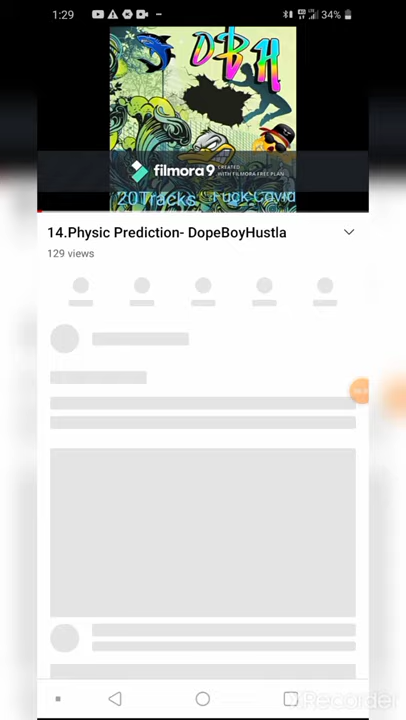 1:29
34%
DBH
filmora9 CREATED
WITH FILMORA FREE PLAN
20Tracks Fuck Covid
14.Physic Prediction- DopeBoyHustla
129 views
XRecorder